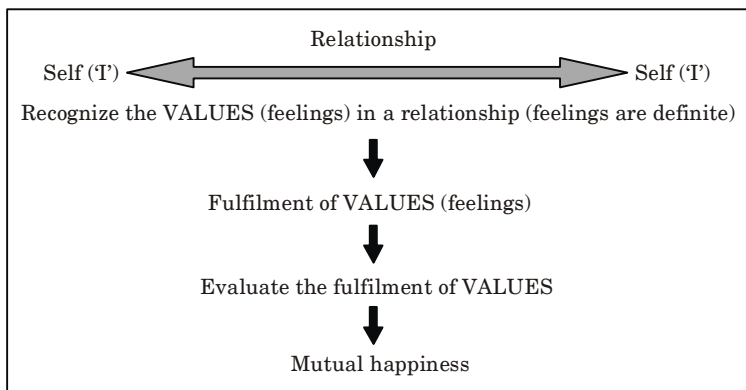 Relationship
Self (‘I’) Self (‘I’)
Recognize the VALUES (feelings) in a relationship (feelings are definite)
Fulfilment of VALUES (feelings)
Evaluate the fulfilment of VALUES
Mutual happiness